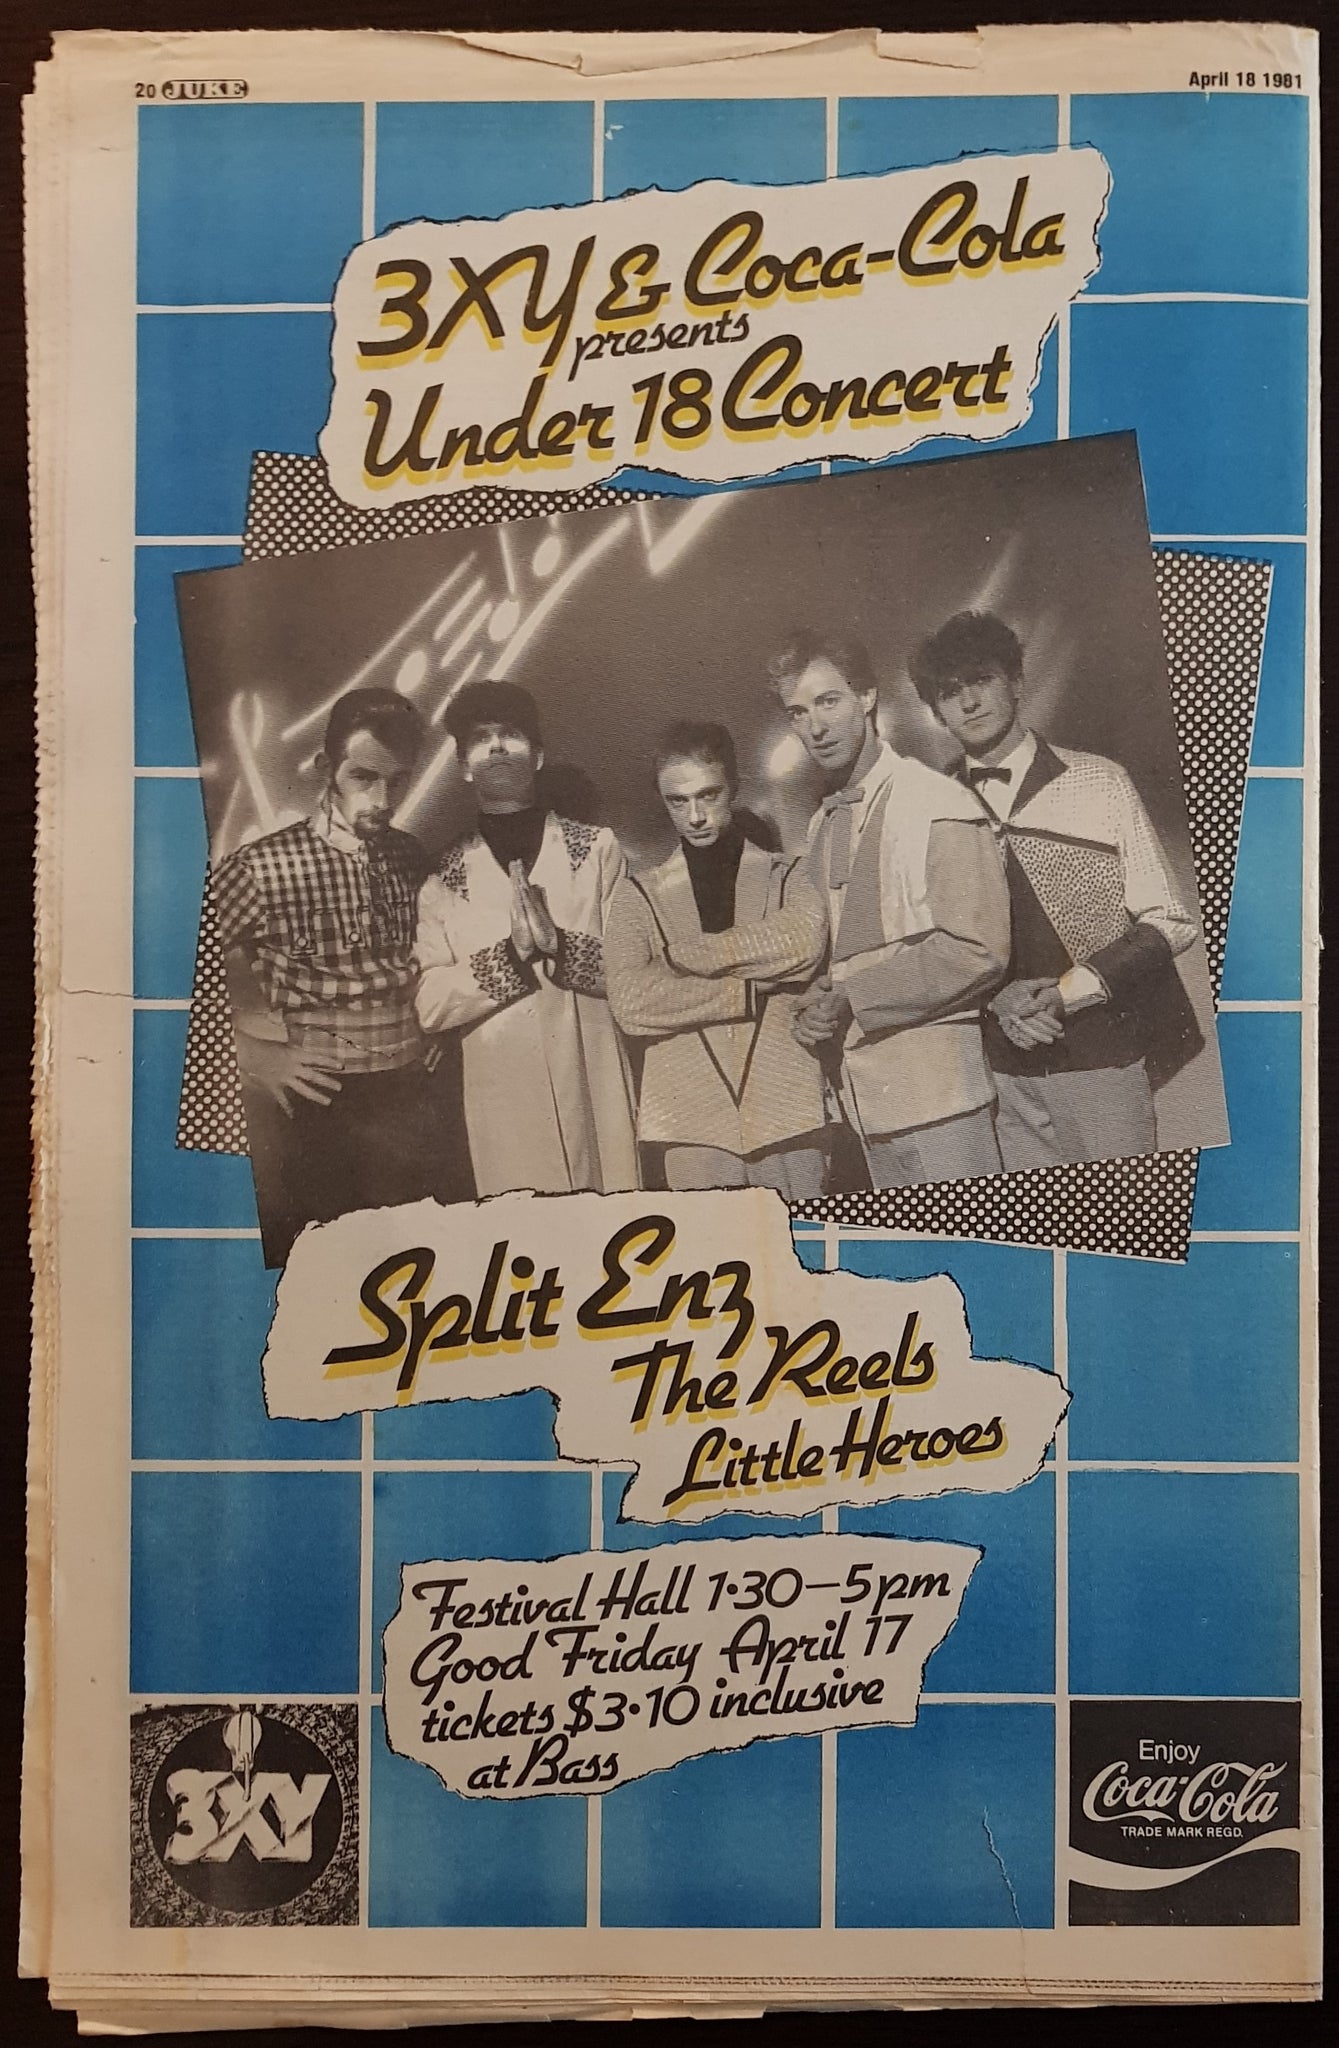 20 JUKE
April 18 1981
3XY & Coca-Cola
presents
Under 18 Concert
Split Enz
The Reels
Little Heroes
Festival Hall 1·30–5pm
Good Friday April 17
tickets $3·10 inclusive
at Bass
3XY
Enjoy
Coca-Cola
TRADE MARK REGD.